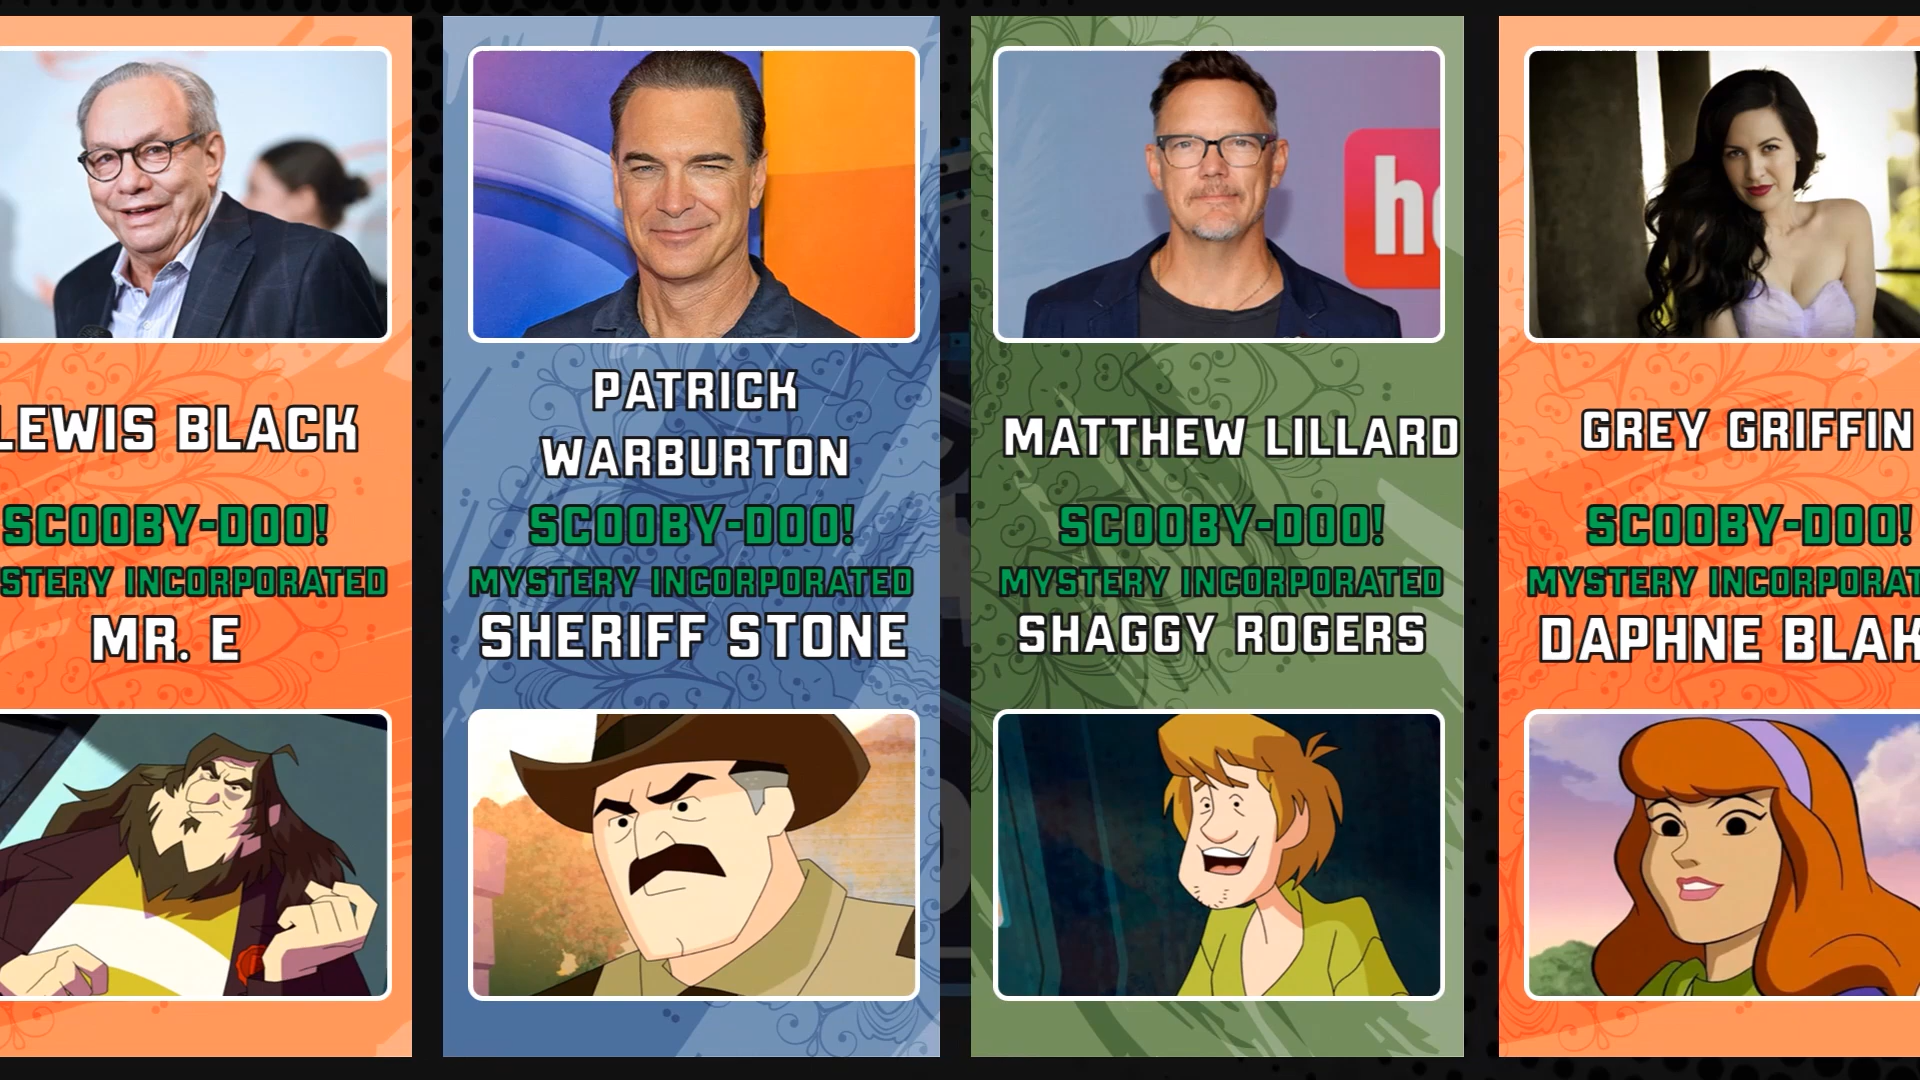 LEWIS BLACK
SCOOBY-DOO!
STERY INCORPORATED
MR. E
PATRICK
WARBURTON
SCOOBY-DOO!
MYSTERY INCORPORATED
SHERIFF STONE
h
MATTHEW LILLARD
SCOOBY-DOO!
MYSTERY INCORPORATED
SHAGGY ROGERS
GREY GRIFFIN
SCOOBY-DOO!
MYSTERY INCORPORAT
DAPHNE BLAK